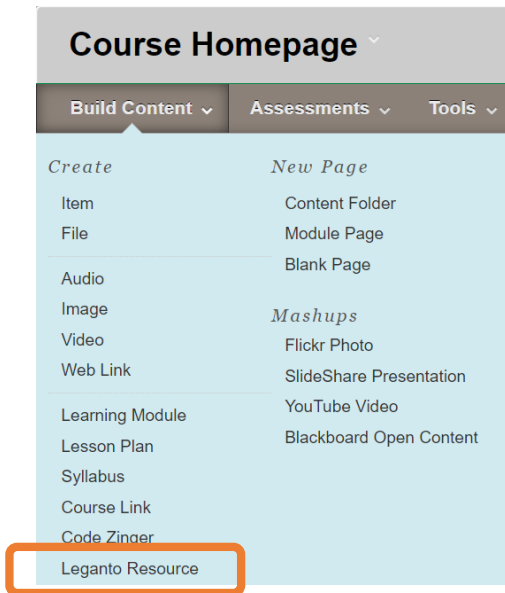 Course Homepage
Build Content
Assessments
Tools
Create
Item
File
Audio
Image
Video
Web Link
Learning Module
Lesson Plan
Syllabus
Course Link
Code Zinger
Leganto Resource
New Page
Content Folder
Module Page
Blank Page
Mashups
Flickr Photo
SlideShare Presentation
YouTube Video
Blackboard Open Content